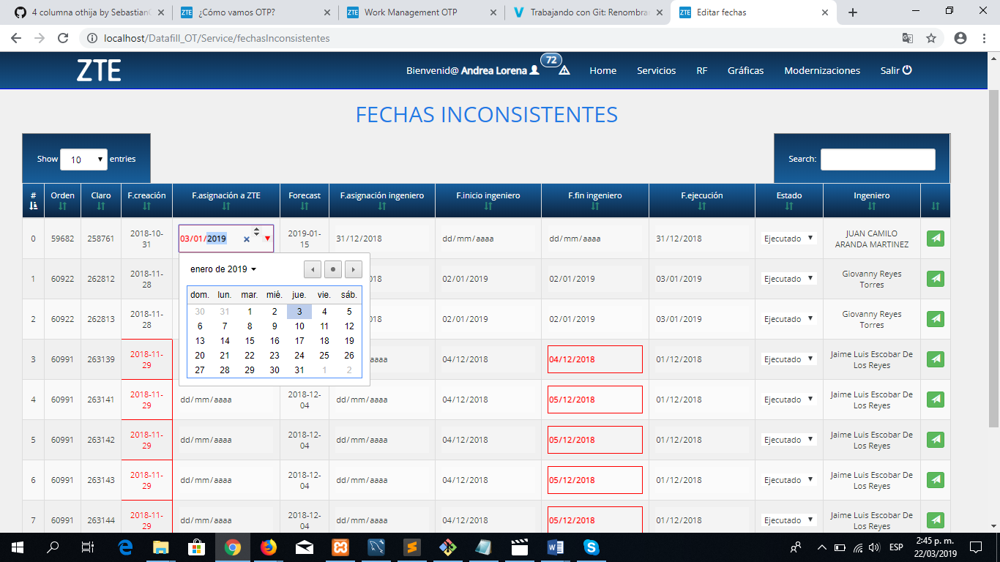 4 columna othija by Sebastian
¿Cómo vamos OTP?
Work Management OTP
Trabajando con Git: Renombra
Editar fechas
localhost/Datafill_OT/Service/fechasInconsistentes
ZTE
Bienvenid@ Andrea Lorena
72
Home
Servicios
RF
Gráficas
Modernizaciones
Salir
FECHAS INCONSISTENTES
Show 10 entries
Search:
# Orden Claro F.creación F.asignación a ZTE Forecast F.asignación ingeniero F.inicio ingeniero F.fin ingeniero F.ejecución Estado Ingeniero
0 59682 258761 2018-10-31 03/01/2019 2019-01-15 31/12/2018 dd/mm/aaaa dd/mm/aaaa 31/12/2018 Ejecutado JUAN CAMILO ARANDA MARTINEZ
enero de 2019
dom. lun. mar. mié. jue. vie. sáb.
30 31 1 2 3 4 5
6 7 8 9 10 11 12
13 14 15 16 17 18 19
20 21 22 23 24 25 26
27 28 29 30 31 1 2
1 60922 262812 2018-11-28 018 02/01/2019 02/01/2019 03/01/2019 Ejecutado Giovanny Reyes Torres
2 60922 262813 2018-11-28 018 02/01/2019 02/01/2019 03/01/2019 Ejecutado Giovanny Reyes Torres
3 60991 263139 2018-11-29 aaaa 04/12/2018 04/12/2018 01/12/2018 Ejecutado Jaime Luis Escobar De Los Reyes
4 60991 263141 2018-11-29 dd/mm/aaaa 2018-12-04 dd/mm/aaaa 04/12/2018 05/12/2018 01/12/2018 Ejecutado Jaime Luis Escobar De Los Reyes
5 60991 263142 2018-11-29 dd/mm/aaaa 2018-12-04 dd/mm/aaaa 04/12/2018 05/12/2018 01/12/2018 Ejecutado Jaime Luis Escobar De Los Reyes
6 60991 263143 2018-11-29 dd/mm/aaaa 2018-12-04 dd/mm/aaaa 04/12/2018 05/12/2018 01/12/2018 Ejecutado Jaime Luis Escobar De Los Reyes
7 60991 263144 2018-11-29 dd/mm/aaaa 2018-12-04 dd/mm/aaaa 04/12/2018 05/12/2018 01/12/2018 Ejecutado Jaime Luis Escobar De Los Reyes
ESP
2:45 p. m.
22/03/2019